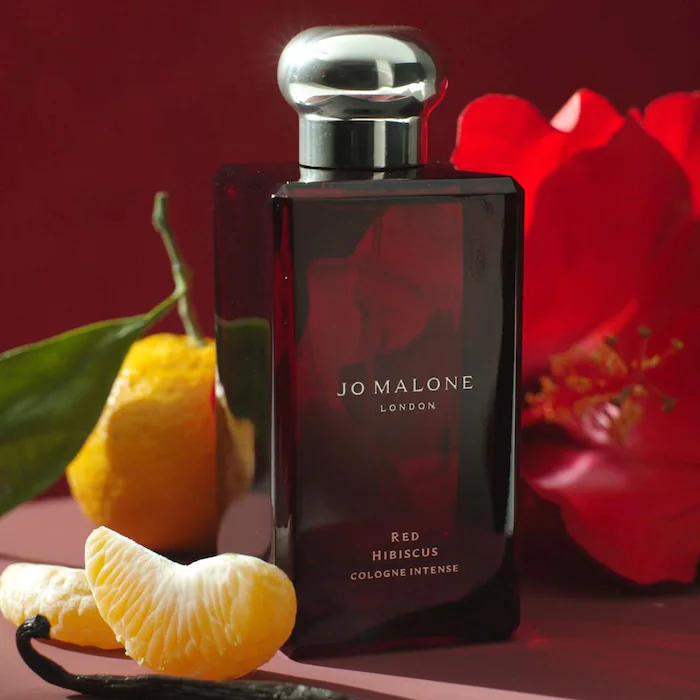 JO MALONE
LONDON
RED
HIBISCUS
COLOGNE INTENSE